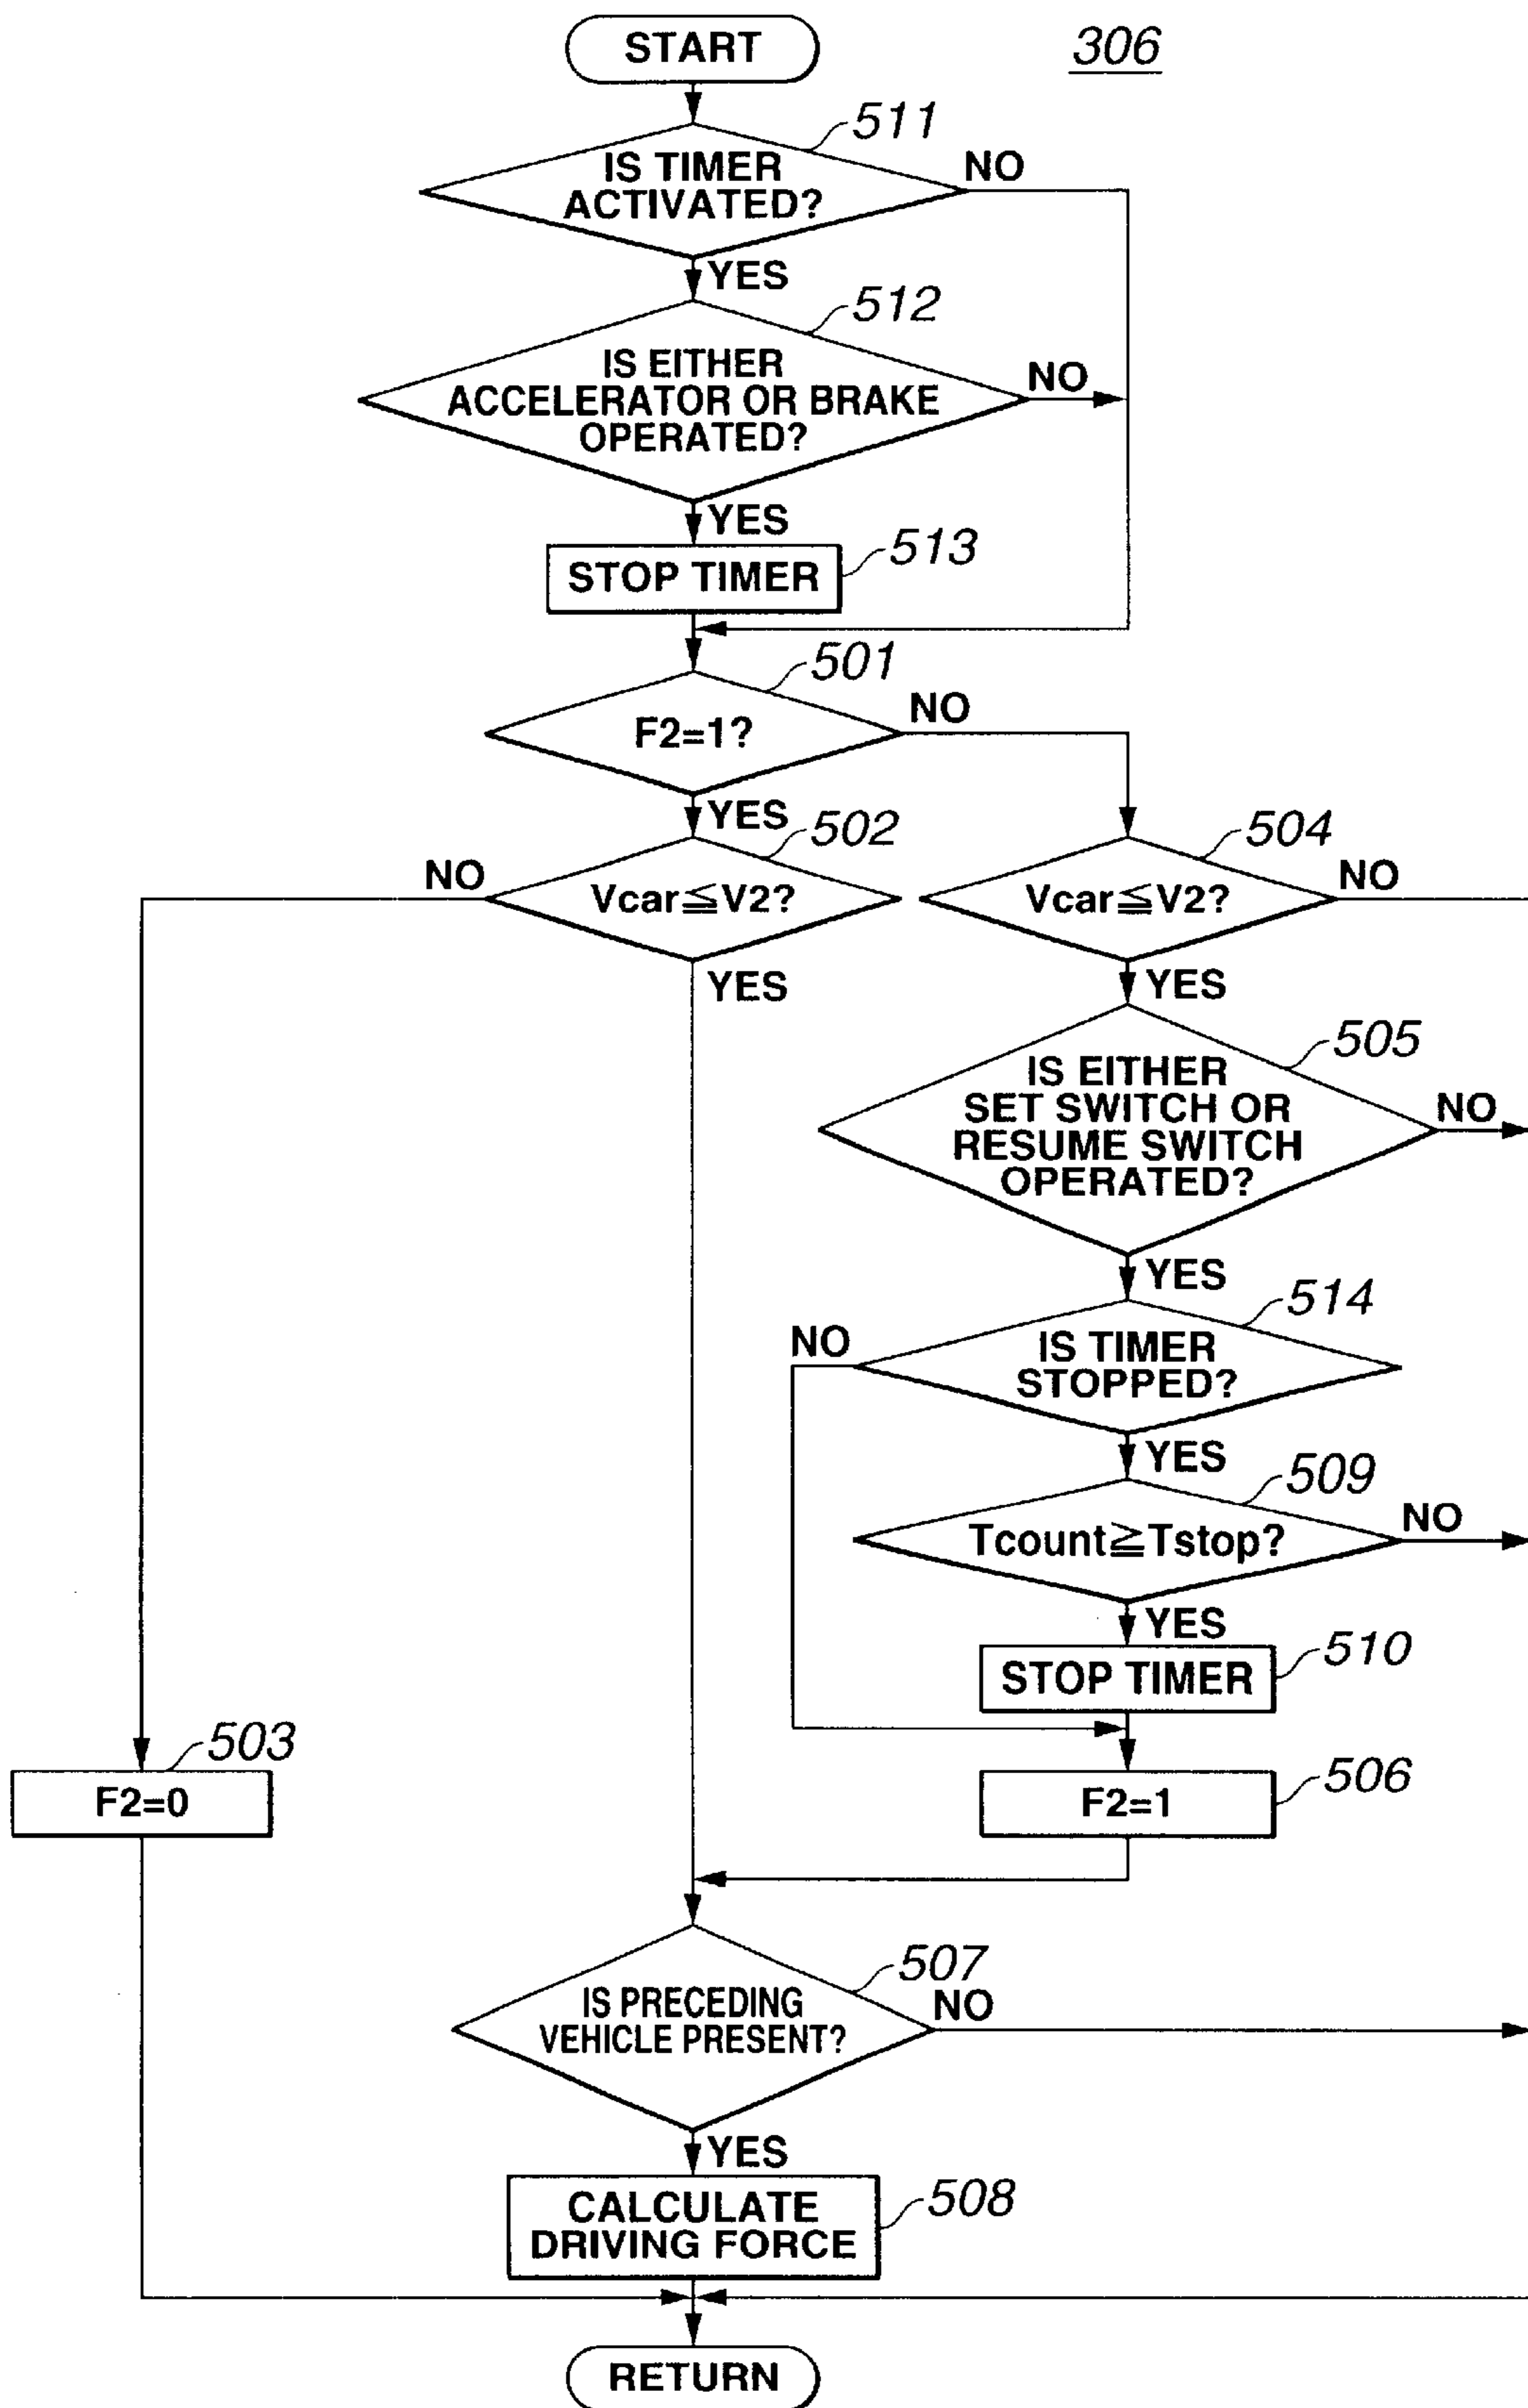 START
306
511
IS TIMER
ACTIVATED?
NO
YES
512
IS EITHER
ACCELERATOR OR BRAKE
OPERATED?
NO
YES
513
STOP TIMER
501
F2=1?
NO
YES
502
NO
Vcar≦V2?
YES
504
Vcar≦V2?
NO
YES
505
IS EITHER
SET SWITCH OR
RESUME SWITCH
OPERATED?
NO
YES
514
NO
IS TIMER
STOPPED?
YES
509
Tcount≧Tstop?
NO
YES
510
STOP TIMER
503
F2=0
506
F2=1
507
IS PRECEDING
VEHICLE PRESENT?
NO
YES
508
CALCULATE
DRIVING FORCE
RETURN